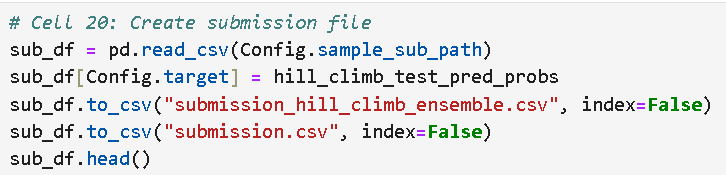 # Cell 20: Create submission file
sub_df = pd.read_csv(Config.sample_sub_path)
sub_df[Config.target] = hill_climb_test_pred_probs
sub_df.to_csv("submission_hill_climb_ensemble.csv", index=False)
sub_df.to_csv("submission.csv", index=False)
sub_df.head()